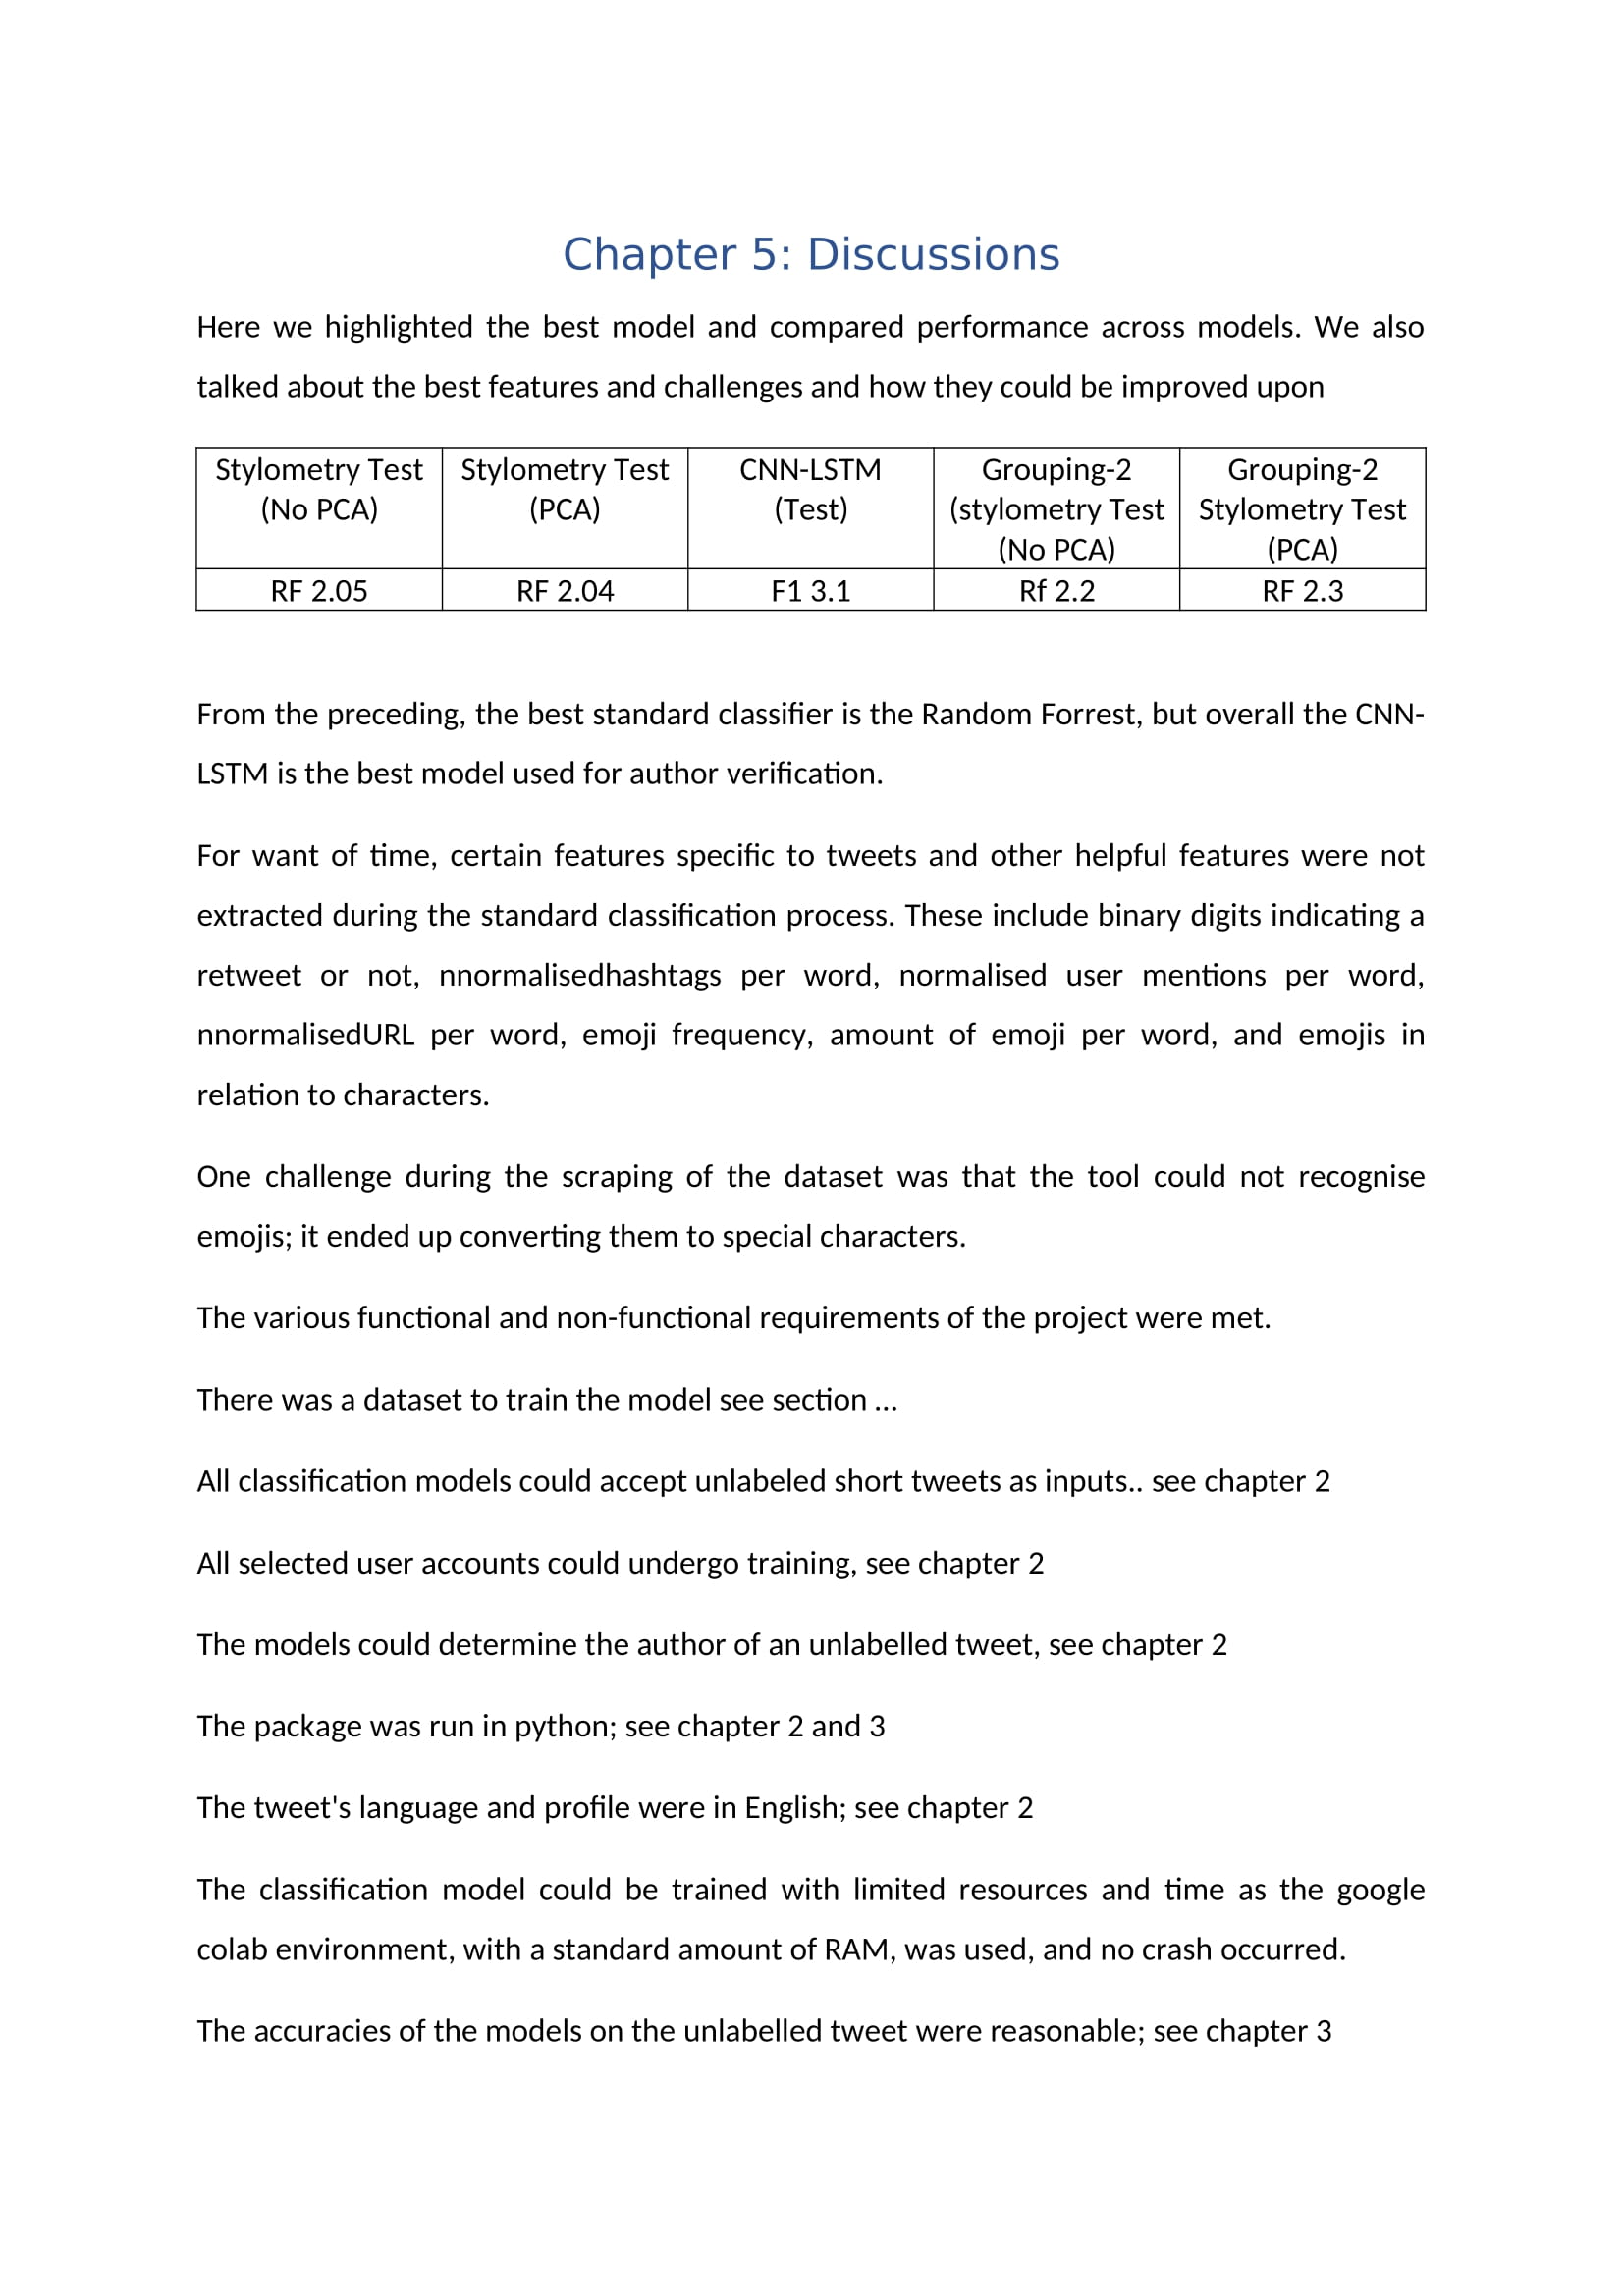 Chapter 5: Discussions
Here we highlighted the best model and compared performance across models. We also
talked about the best features and challenges and how they could be improved upon
Stylometry Test (No PCA)
Stylometry Test (PCA)
CNN-LSTM (Test)
Grouping-2 (stylometry Test (No PCA)
Grouping-2 Stylometry Test (PCA)
RF 2.05
RF 2.04
F1 3.1
Rf 2.2
RF 2.3
From the preceding, the best standard classifier is the Random Forrest, but overall the CNN-
LSTM is the best model used for author verification.
For want of time, certain features specific to tweets and other helpful features were not
extracted during the standard classification process. These include binary digits indicating a
retweet or not, nnormalisedhashtags per word, normalised user mentions per word,
nnormalisedURL per word, emoji frequency, amount of emoji per word, and emojis in
relation to characters.
One challenge during the scraping of the dataset was that the tool could not recognise
emojis; it ended up converting them to special characters.
The various functional and non-functional requirements of the project were met.
There was a dataset to train the model see section ...
All classification models could accept unlabeled short tweets as inputs.. see chapter 2
All selected user accounts could undergo training, see chapter 2
The models could determine the author of an unlabelled tweet, see chapter 2
The package was run in python; see chapter 2 and 3
The tweet's language and profile were in English; see chapter 2
The classification model could be trained with limited resources and time as the google
colab environment, with a standard amount of RAM, was used, and no crash occurred.
The accuracies of the models on the unlabelled tweet were reasonable; see chapter 3